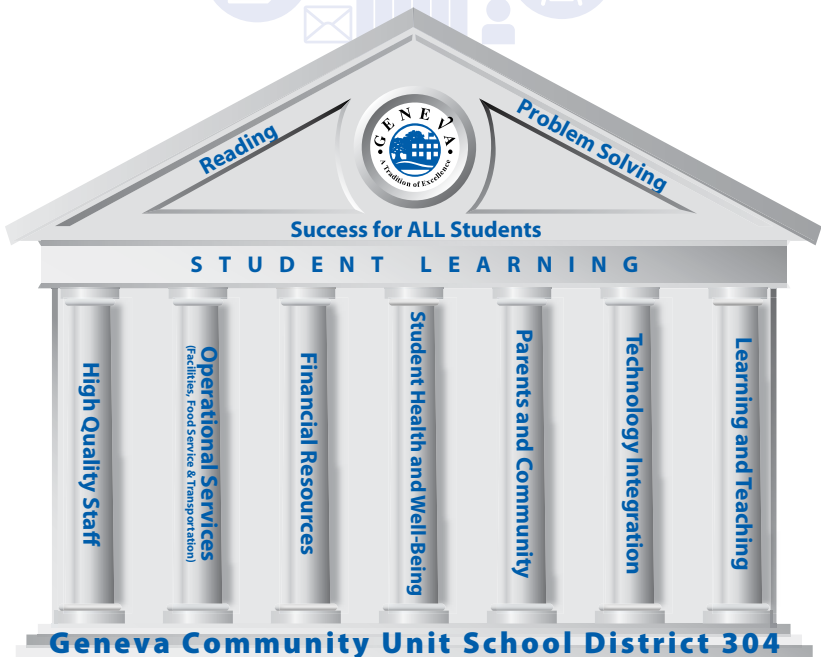 Reading
GENEVA
A Tradition of Excellence
Problem Solving
Success for ALL Students
STUDENT LEARNING
High Quality Staff
Operational Services
(Facilities, Food Service & Transportation)
Financial Resources
Student Health and Well-Being
Parents and Community
Technology Integration
Learning and Teaching
Geneva Community Unit School District 304